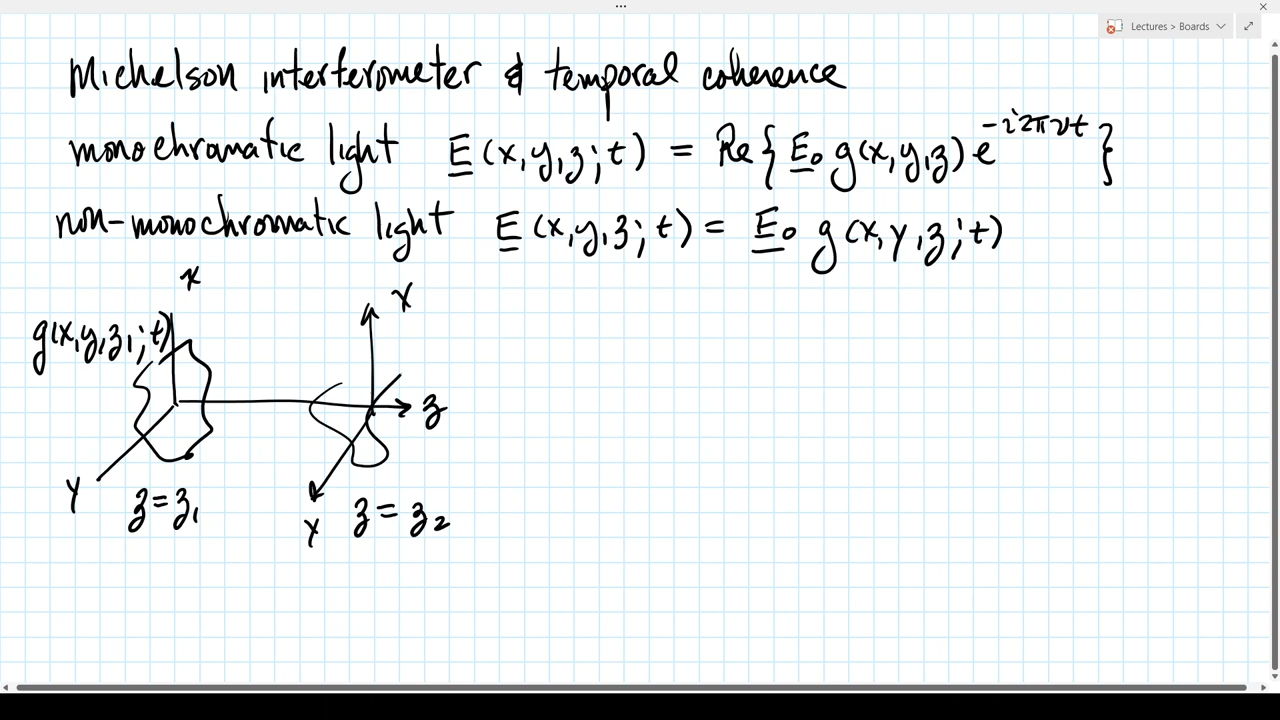 ...
Lectures > Boards
Michelson interferometer & temporal coherence
monochromatic light E(x,y,z;t) = Re{E₀ g(x,y,z) e^{-i2πνt}}
non-monochromatic light E(x,y,z;t) = E₀ g(x,y,z;t)
x
x
g(x,y,z₁;t)
z
y
z = z₁
y
z = z₂